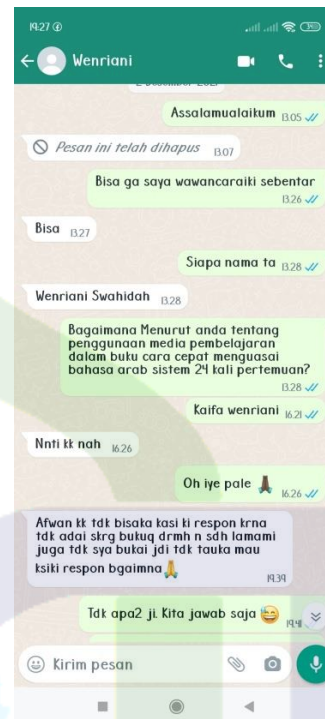 19:27
Wenriani
Assalamualaikum 13.05
Pesan ini telah dihapus 13.07
Bisa ga saya wawancaraiki sebentar
13.26
Bisa 13.27
Siapa nama ta 13.28
Wenriani Swahidah 13.28
Bagaimana Menurut anda tentang
penggunaan media pembelajaran
dalam buku cara cepat menguasai
bahasa arab sistem 24 kali pertemuan?
13.28
Kaifa wenriani 16.21
Nnti kk nah 16.26
Oh iye pale 🙏 16.26
Afwan kk tdk bisaka kasi ki respon krna
tdk adai skrg bukuq drmh n sdh lamami
juga tdk sya bukai jdi tdk tauka mau
ksiki respon bgaimna 🙏
19.39
Tdk apa2 ji. Kita jawab saja 😅 19.41
Kirim pesan